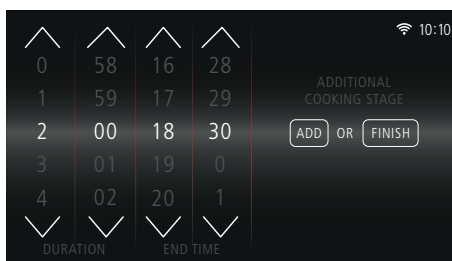 10:10
0 58 16 28
1 59 17 29
2 00 18 30
3 01 19 0
4 02 20 1
DURATION END TIME
ADDITIONAL
COOKING STAGE
ADD OR FINISH